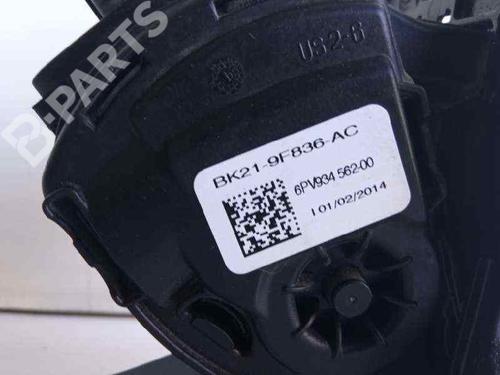 B-PARTS
US2-6
BK21-9F836-AC
6PV934 562-00
I 01/02/2014